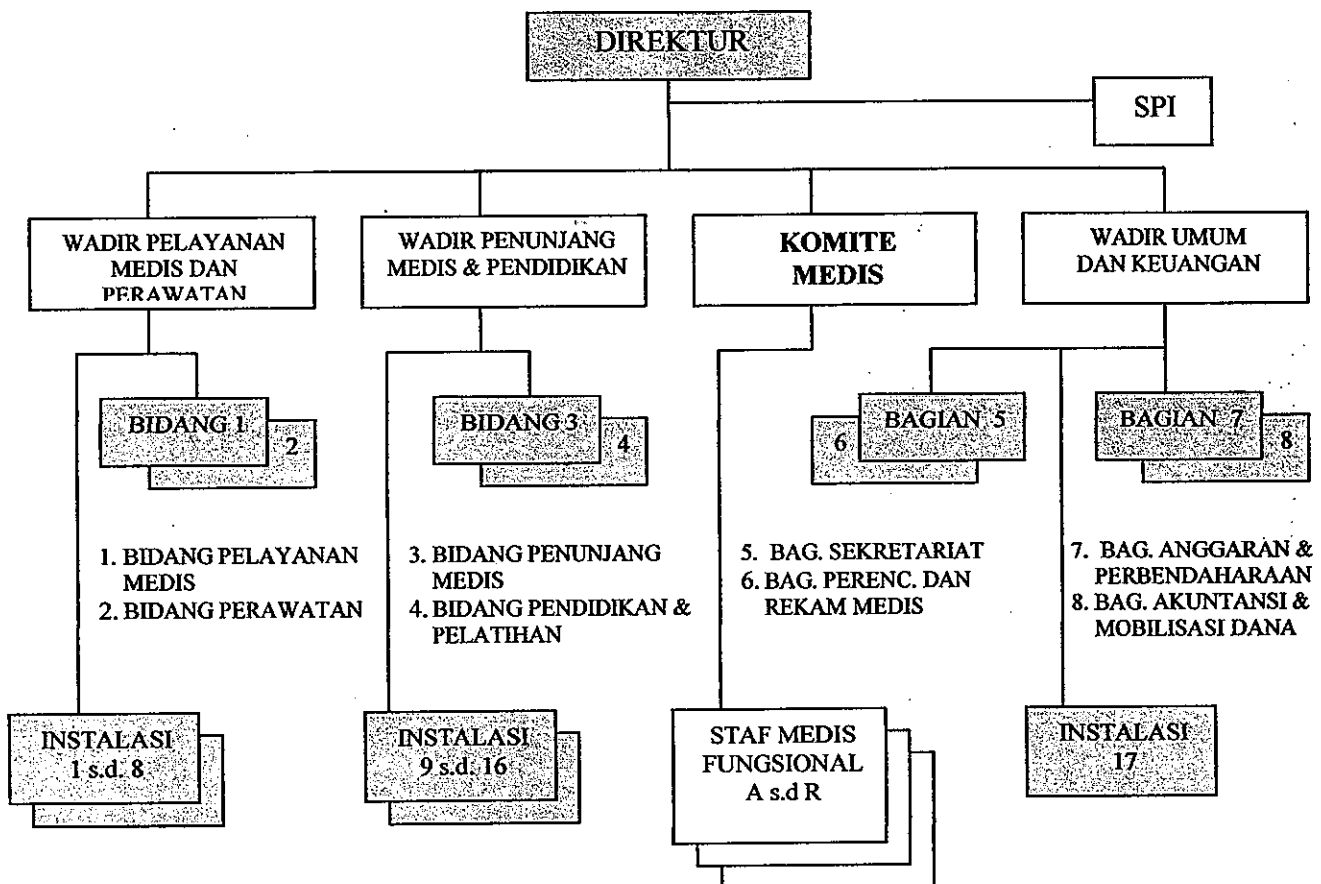 DIREKTUR
SPI
WADIR PELAYANAN
MEDIS DAN
PERAWATAN
WADIR PENUNJANG
MEDIS & PENDIDIKAN
KOMITE
MEDIS
WADIR UMUM
DAN KEUANGAN
BIDANG 1
2
BIDANG 3
4
6
BAGIAN 5
BAGIAN 7
8
1. BIDANG PELAYANAN
MEDIS
2. BIDANG PERAWATAN
3. BIDANG PENUNJANG
MEDIS
4. BIDANG PENDIDIKAN &
PELATIHAN
5. BAG. SEKRETARIAT
6. BAG. PERENC. DAN
REKAM MEDIS
7. BAG. ANGGARAN &
PERBENDAHARAAN
8. BAG. AKUNTANSI &
MOBILISASI DANA
INSTALASI
1 s.d. 8
INSTALASI
9 s.d. 16
STAF MEDIS
FUNGSIONAL
A s.d R
INSTALASI
17